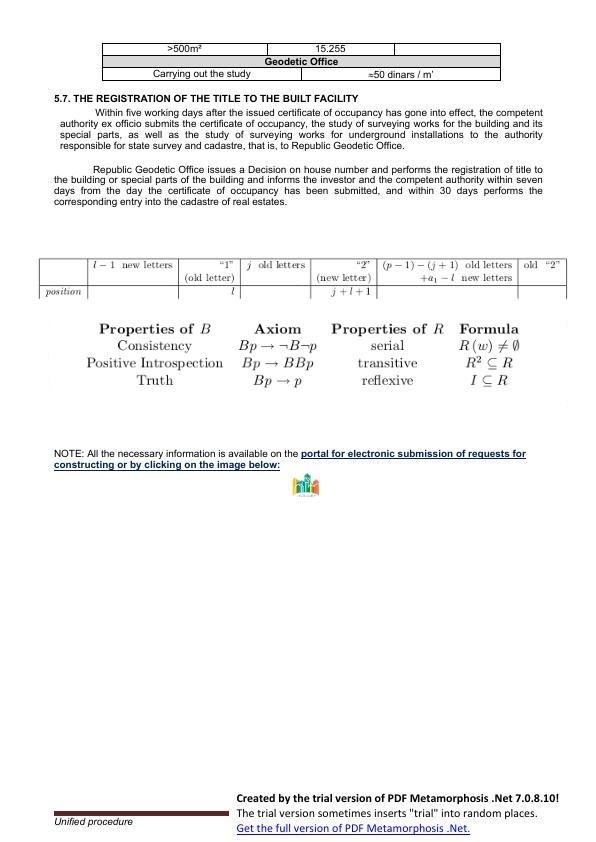 >500m² 15.255
Geodetic Office
Carrying out the study ≈50 dinars / m'
5.7. THE REGISTRATION OF THE TITLE TO THE BUILT FACILITY
Within five working days after the issued certificate of occupancy has gone into effect, the competent
authority ex officio submits the certificate of occupancy, the study of surveying works for the building and its
special parts, as well as the study of surveying works for underground installations to the authority
responsible for state survey and cadastre, that is, to Republic Geodetic Office.
Republic Geodetic Office issues a Decision on house number and performs the registration of title to
the building or special parts of the building and informs the investor and the competent authority within seven
days from the day the certificate of occupancy has been submitted, and within 30 days performs the
corresponding entry into the cadastre of real estates.
l − 1 new letters "1" j old letters "2" (p − 1) − (j + 1) old letters old "2"
(old letter) (new letter) +a₁ − l new letters
position l j + l + 1
Properties of B Axiom Properties of R Formula
Consistency Bp → ¬B¬p serial R (w) ≠ ∅
Positive Introspection Bp → BBp transitive R² ⊆ R
Truth Bp → p reflexive I ⊆ R
NOTE: All the necessary information is available on the portal for electronic submission of requests for
constructing or by clicking on the image below:
Created by the trial version of PDF Metamorphosis .Net 7.0.8.10!
The trial version sometimes inserts "trial" into random places.
Get the full version of PDF Metamorphosis .Net.
Unified procedure